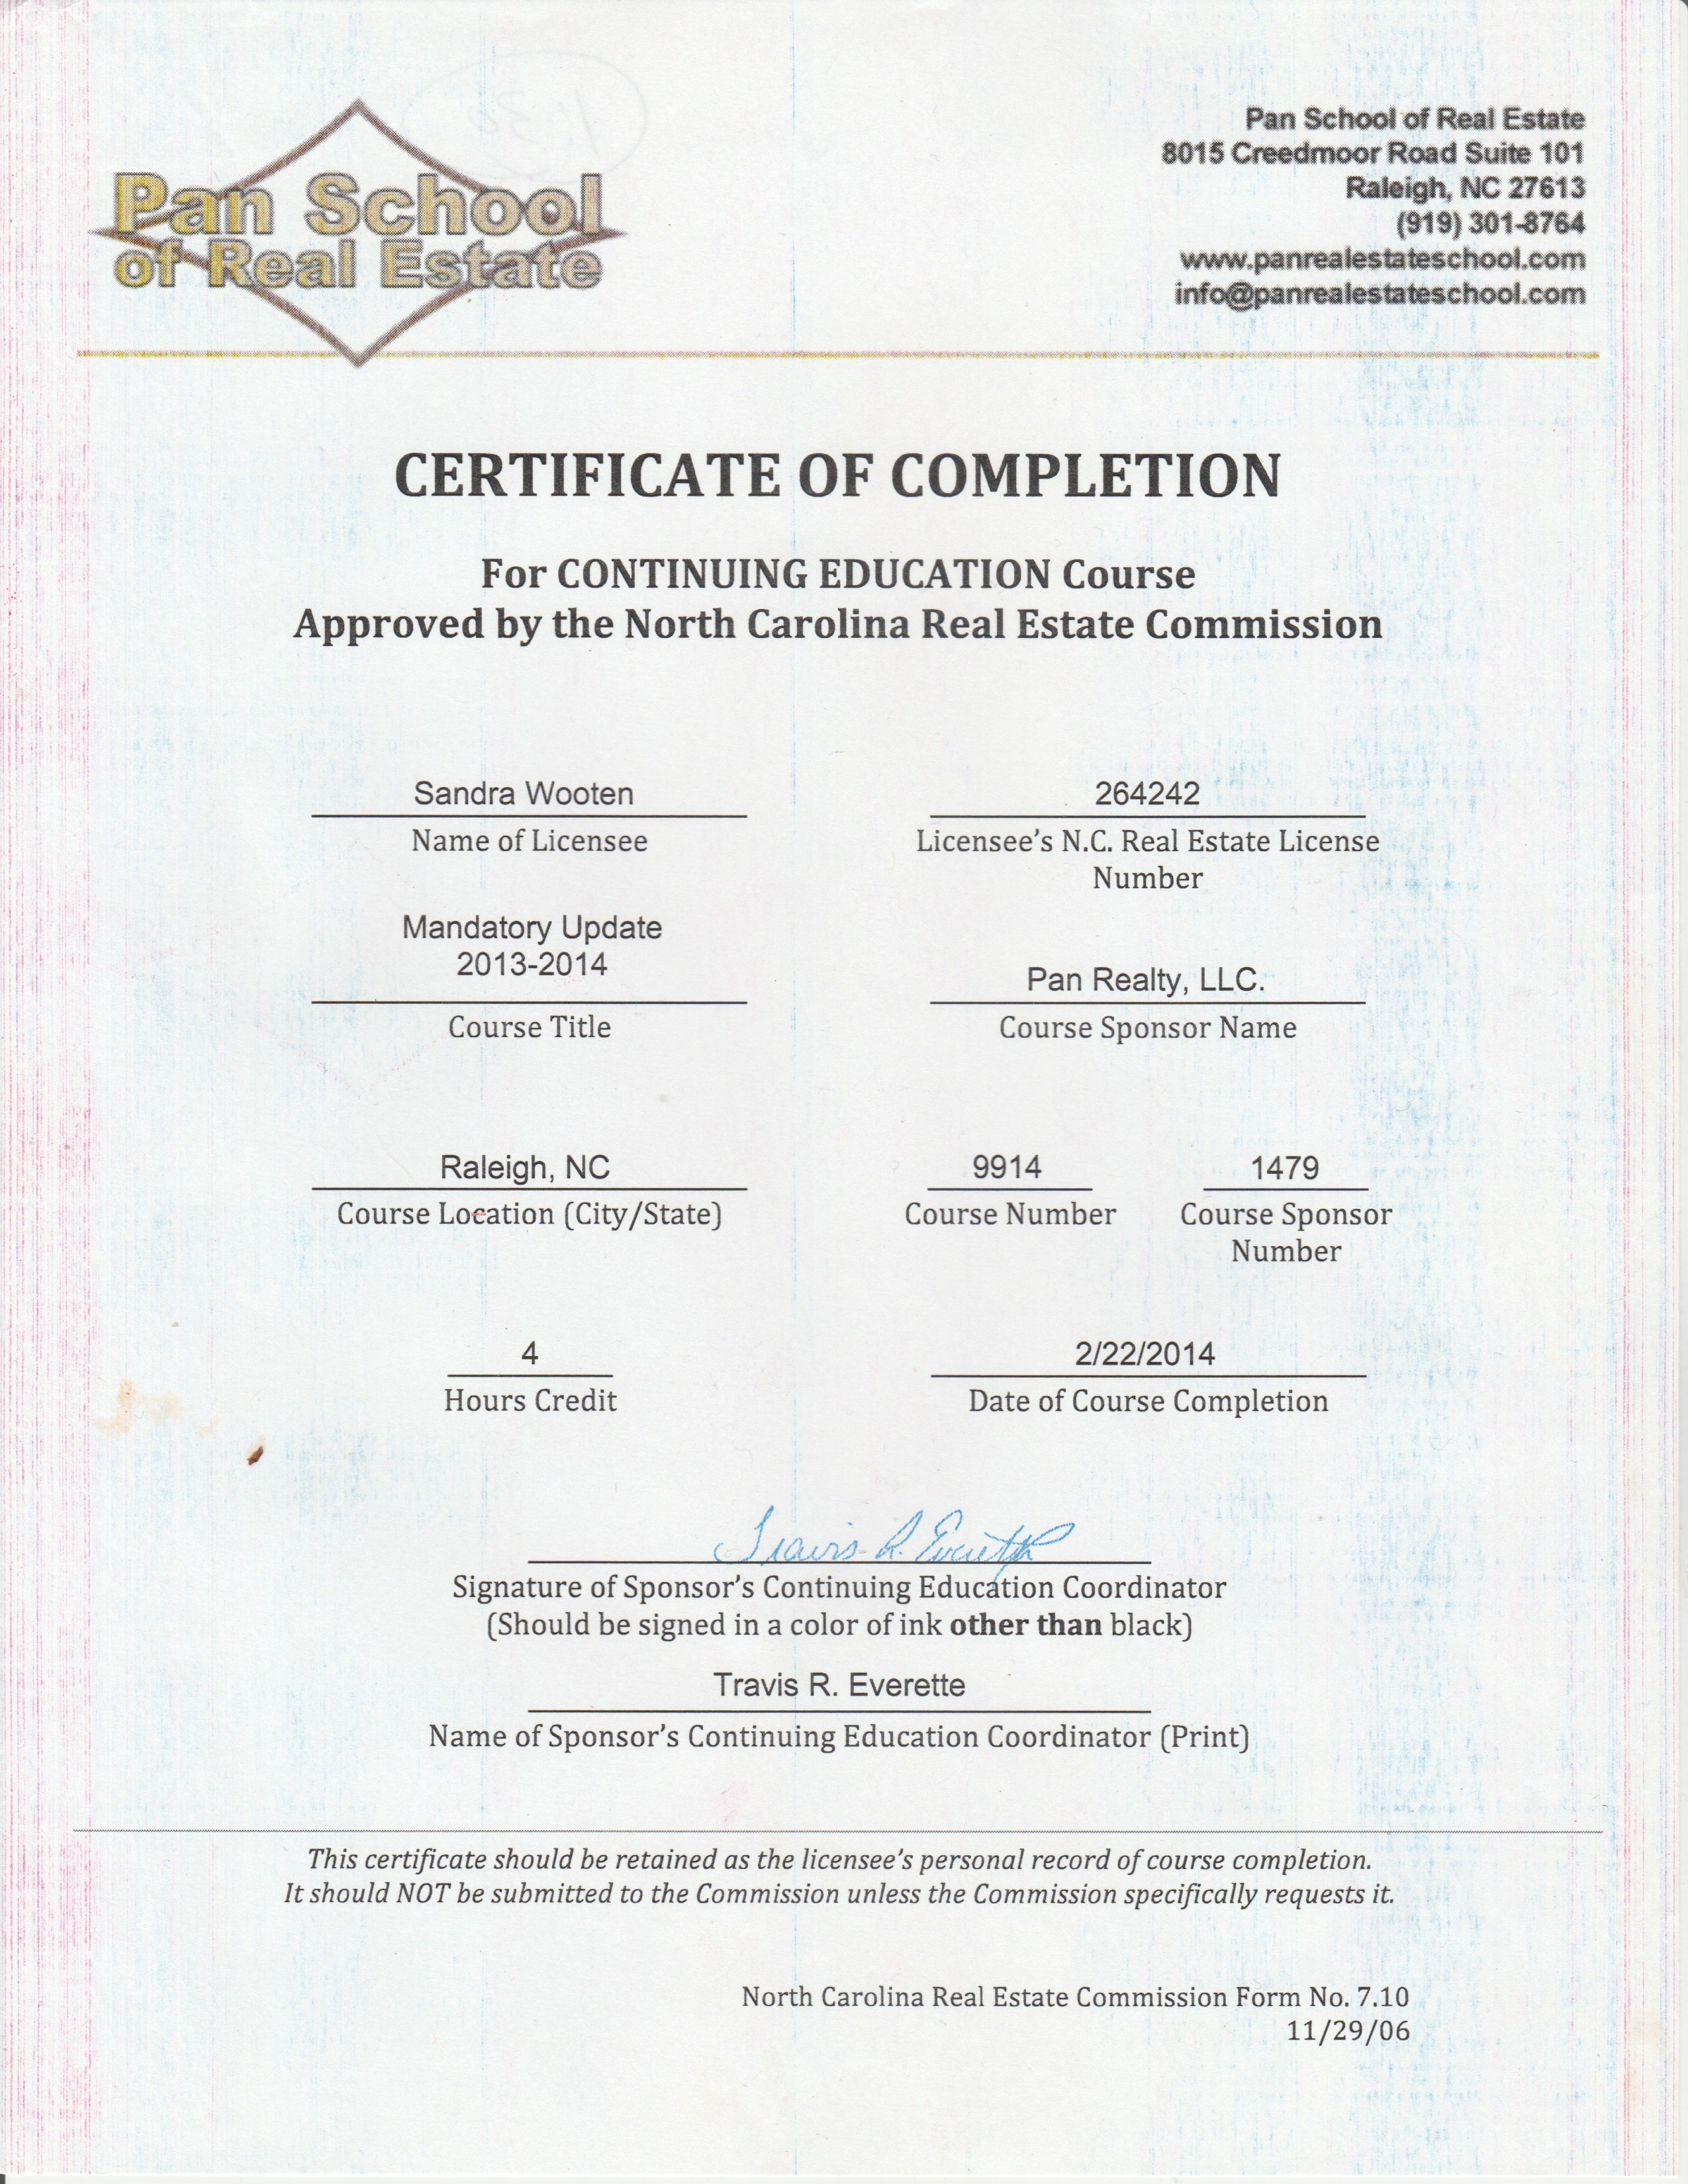 Pan School
of Real Estate
Pan School of Real Estate
8015 Creedmoor Road Suite 101
Raleigh, NC 27613
(919) 301-8764
www.panrealestateschool.com
info@panrealestateschool.com
CERTIFICATE OF COMPLETION
For CONTINUING EDUCATION Course
Approved by the North Carolina Real Estate Commission
Sandra Wooten
Name of Licensee
264242
Licensee's N.C. Real Estate License
Number
Mandatory Update
2013-2014
Course Title
Pan Realty, LLC.
Course Sponsor Name
Raleigh, NC
Course Location (City/State)
9914
Course Number
1479
Course Sponsor
Number
4
Hours Credit
2/22/2014
Date of Course Completion
Travis R. Everette
Signature of Sponsor's Continuing Education Coordinator
(Should be signed in a color of ink other than black)
Travis R. Everette
Name of Sponsor's Continuing Education Coordinator (Print)
This certificate should be retained as the licensee's personal record of course completion.
It should NOT be submitted to the Commission unless the Commission specifically requests it.
North Carolina Real Estate Commission Form No. 7.10
11/29/06